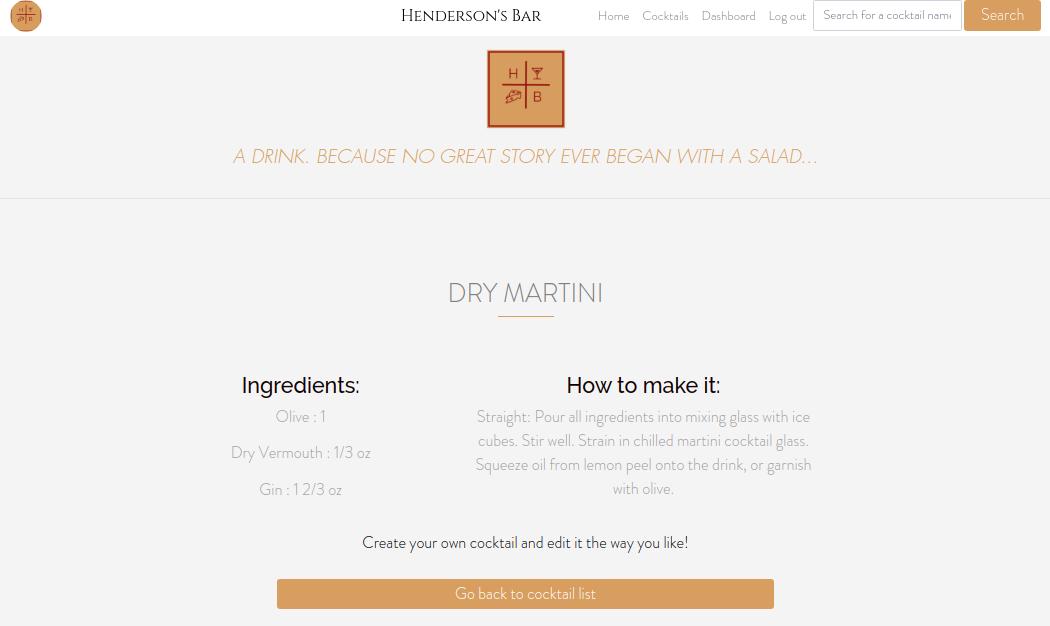 Henderson's Bar
Home Cocktails Dashboard Log out Search for a cocktail name Search
H
B
A DRINK. BECAUSE NO GREAT STORY EVER BEGAN WITH A SALAD...
DRY MARTINI
Ingredients:
Olive : 1
Dry Vermouth : 1/3 oz
Gin : 1 2/3 oz
How to make it:
Straight: Pour all ingredients into mixing glass with ice
cubes. Stir well. Strain in chilled martini cocktail glass.
Squeeze oil from lemon peel onto the drink, or garnish
with olive.
Create your own cocktail and edit it the way you like!
Go back to cocktail list